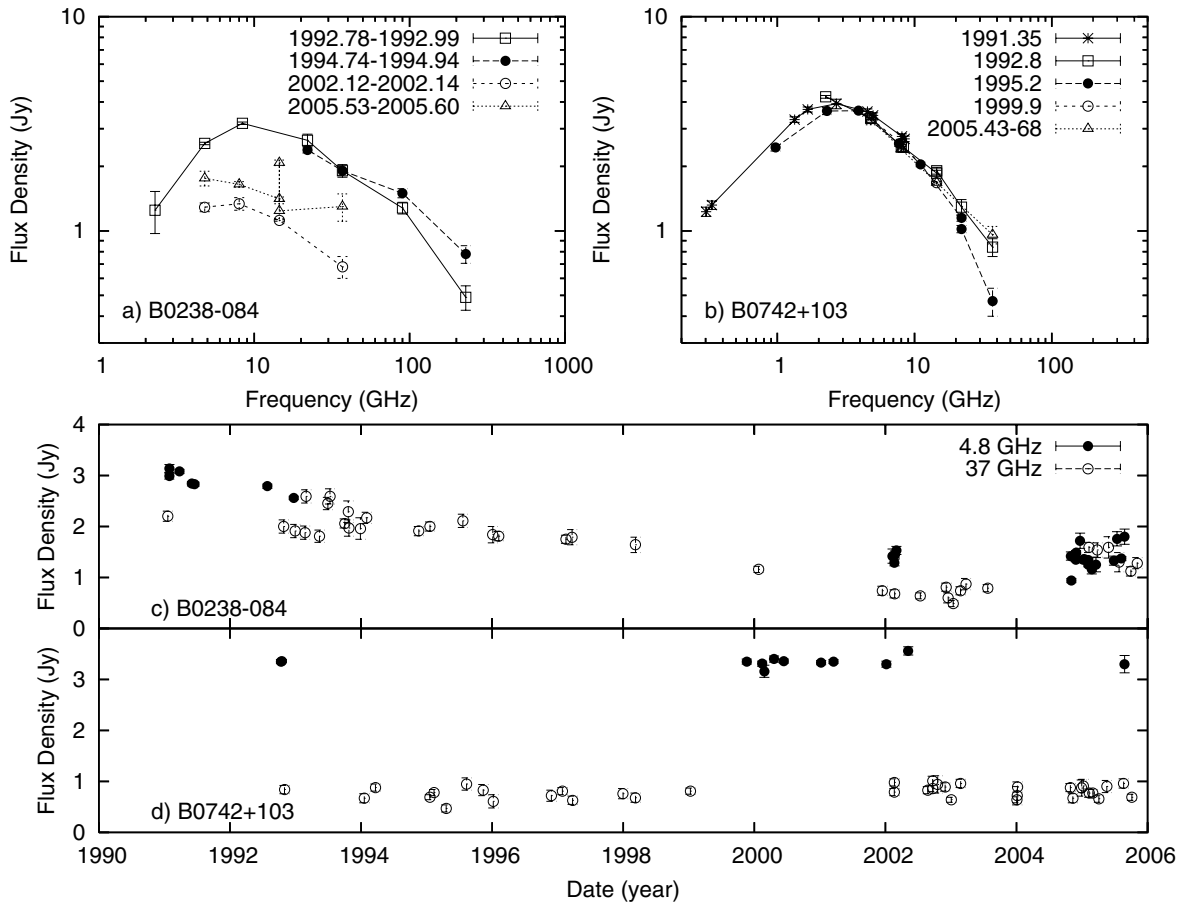 10
1
Flux Density (Jy)
1992.78-1992.99
1994.74-1994.94
2002.12-2002.14
2005.53-2005.60
a) B0238-084
1 10 100 1000
Frequency (GHz)
10
1
Flux Density (Jy)
1991.35
1992.8
1995.2
1999.9
2005.43-68
b) B0742+103
1 10 100
Frequency (GHz)
4
3
2
1
0
Flux Density (Jy)
4.8 GHz
37 GHz
c) B0238-084
3
2
1
0
Flux Density (Jy)
d) B0742+103
1990 1992 1994 1996 1998 2000 2002 2004 2006
Date (year)